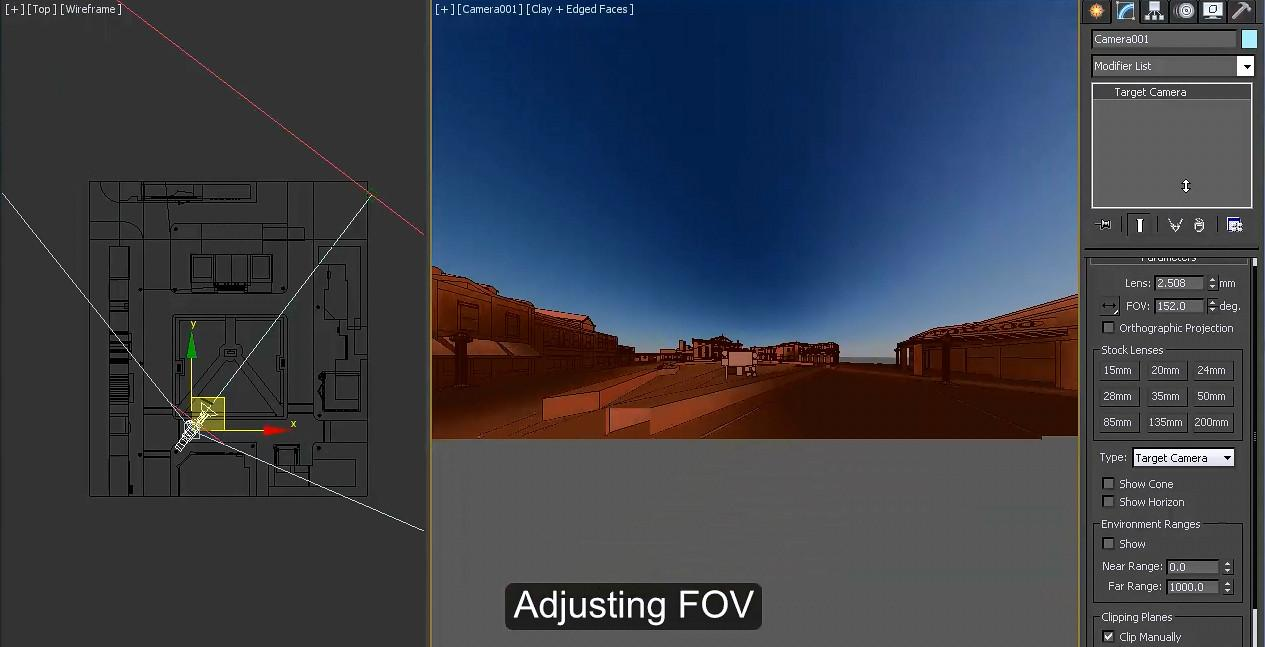 [+][Top][Wireframe]
[+][Camera001][Clay + Edged Faces]
y
x
Adjusting FOV
Camera001
Modifier List
Target Camera
Parameters
Lens: 2.508 mm
FOV: 152.0 deg.
Orthographic Projection
Stock Lenses
15mm 20mm 24mm
28mm 35mm 50mm
85mm 135mm 200mm
Type: Target Camera
Show Cone
Show Horizon
Environment Ranges
Show
Near Range: 0.0
Far Range: 1000.0
Clipping Planes
Clip Manually